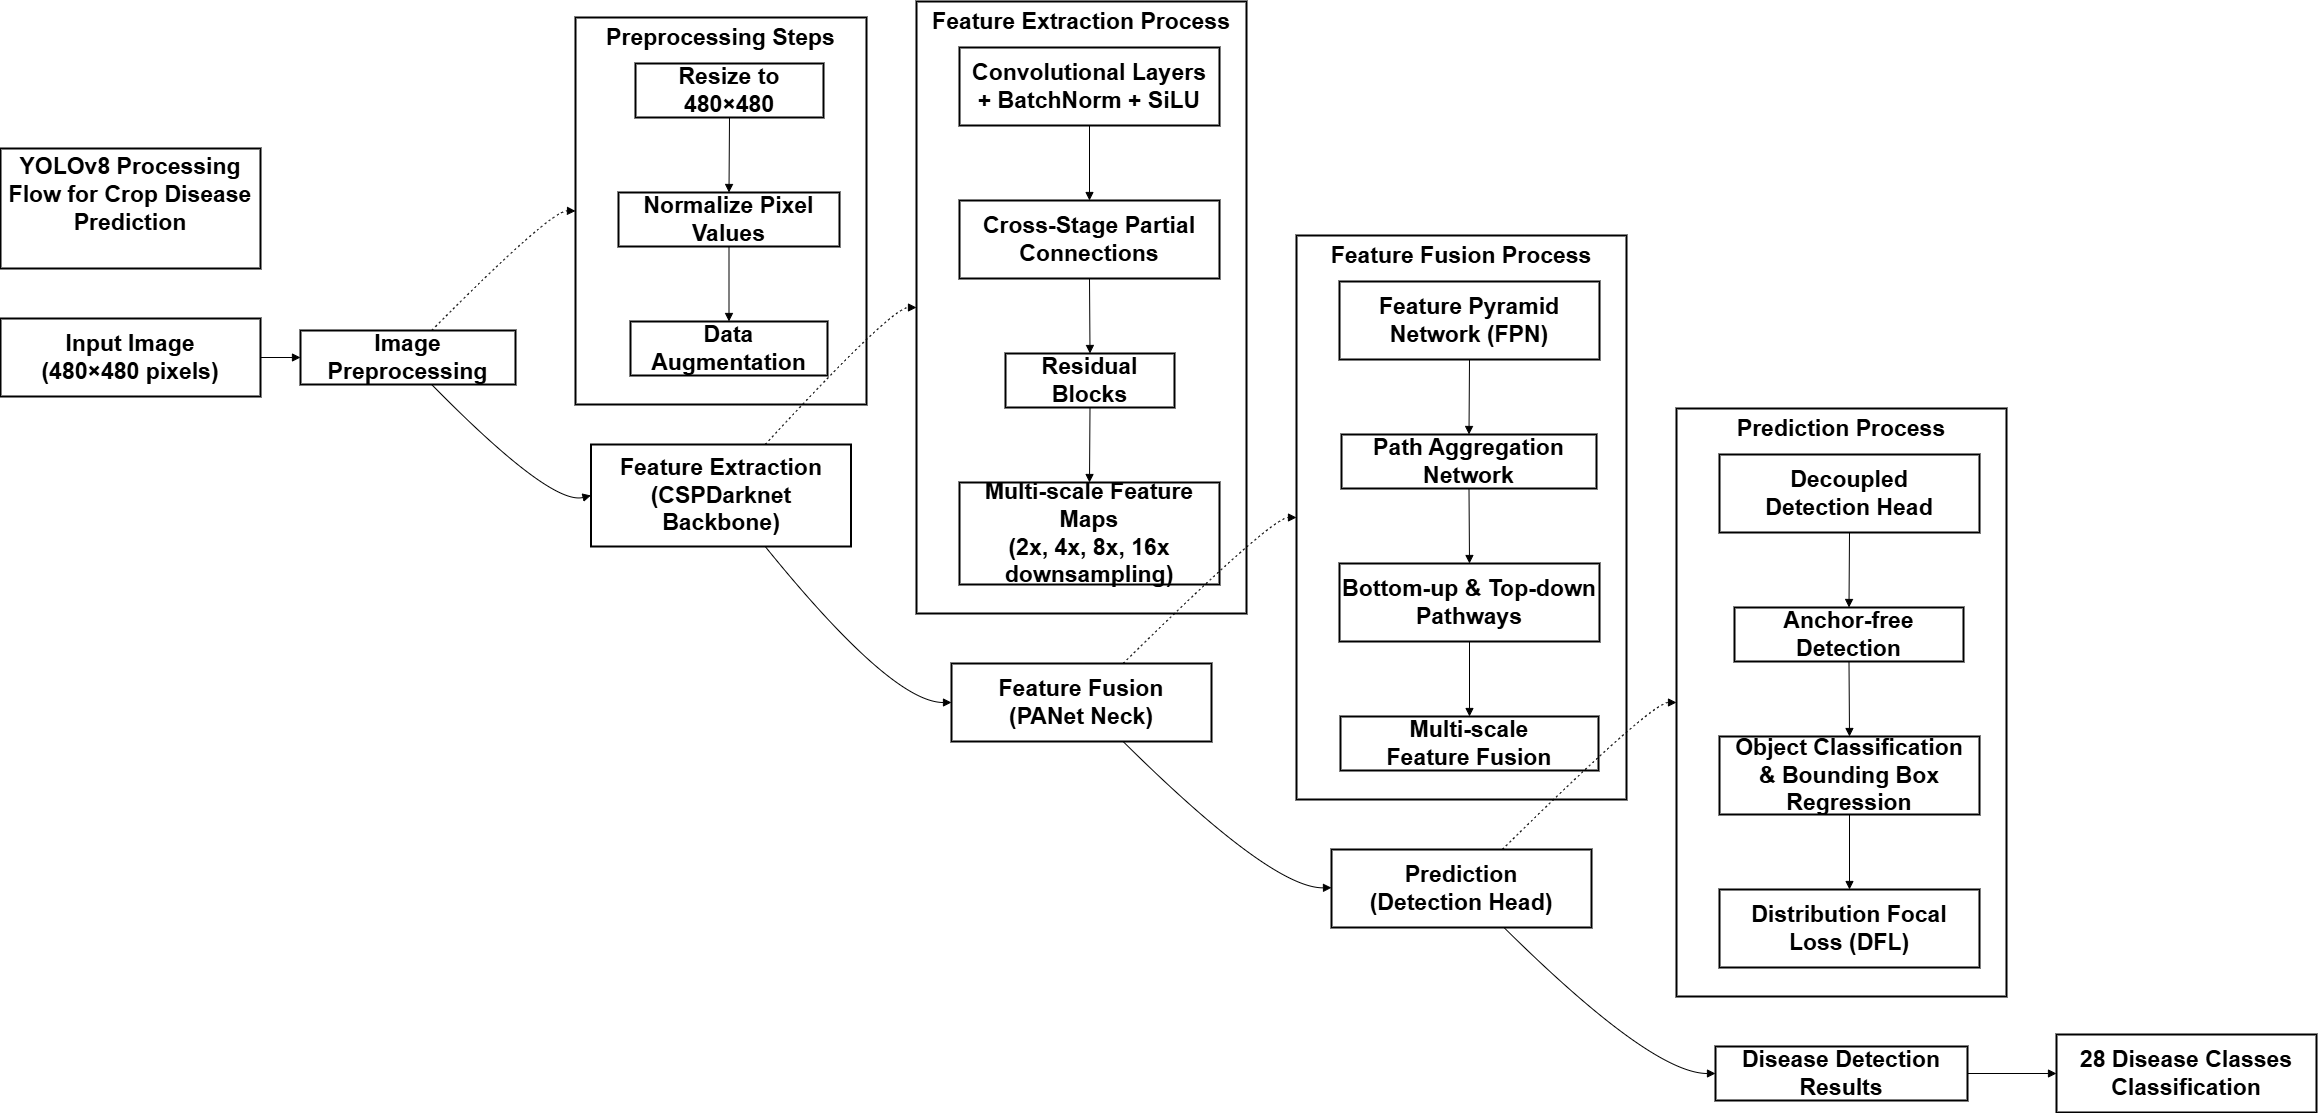 YOLOv8 Processing
Flow for Crop Disease
Prediction
Input Image
(480×480 pixels)
Image
Preprocessing
Preprocessing Steps
Resize to
480×480
Normalize Pixel
Values
Data
Augmentation
Feature Extraction
(CSPDarknet
Backbone)
Feature Extraction Process
Convolutional Layers
+ BatchNorm + SiLU
Cross-Stage Partial
Connections
Residual
Blocks
Multi-scale Feature
Maps
(2x, 4x, 8x, 16x
downsampling)
Feature Fusion
(PANet Neck)
Feature Fusion Process
Feature Pyramid
Network (FPN)
Path Aggregation
Network
Bottom-up & Top-down
Pathways
Multi-scale
Feature Fusion
Prediction
(Detection Head)
Prediction Process
Decoupled
Detection Head
Anchor-free
Detection
Object Classification
& Bounding Box
Regression
Distribution Focal
Loss (DFL)
Disease Detection
Results
28 Disease Classes
Classification